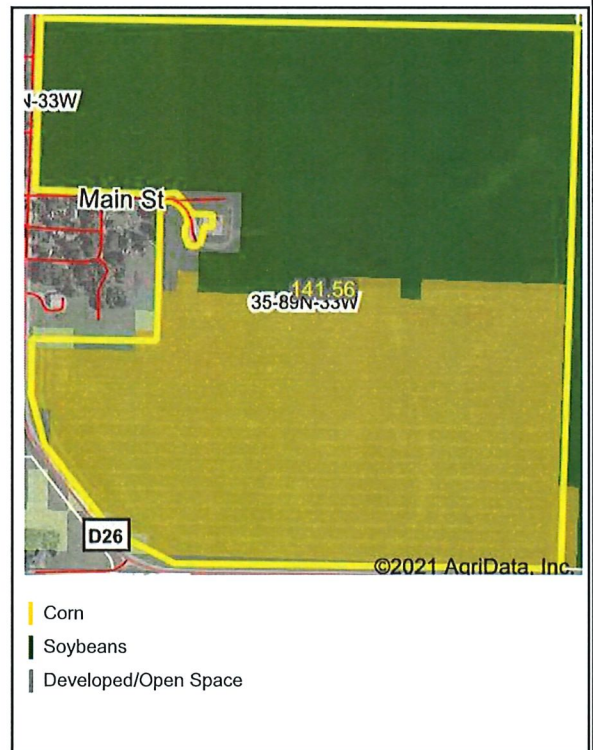 N-33W
Main St
141.56
35-89N-33W
D26
©2021 AgriData, Inc.
Corn
Soybeans
Developed/Open Space